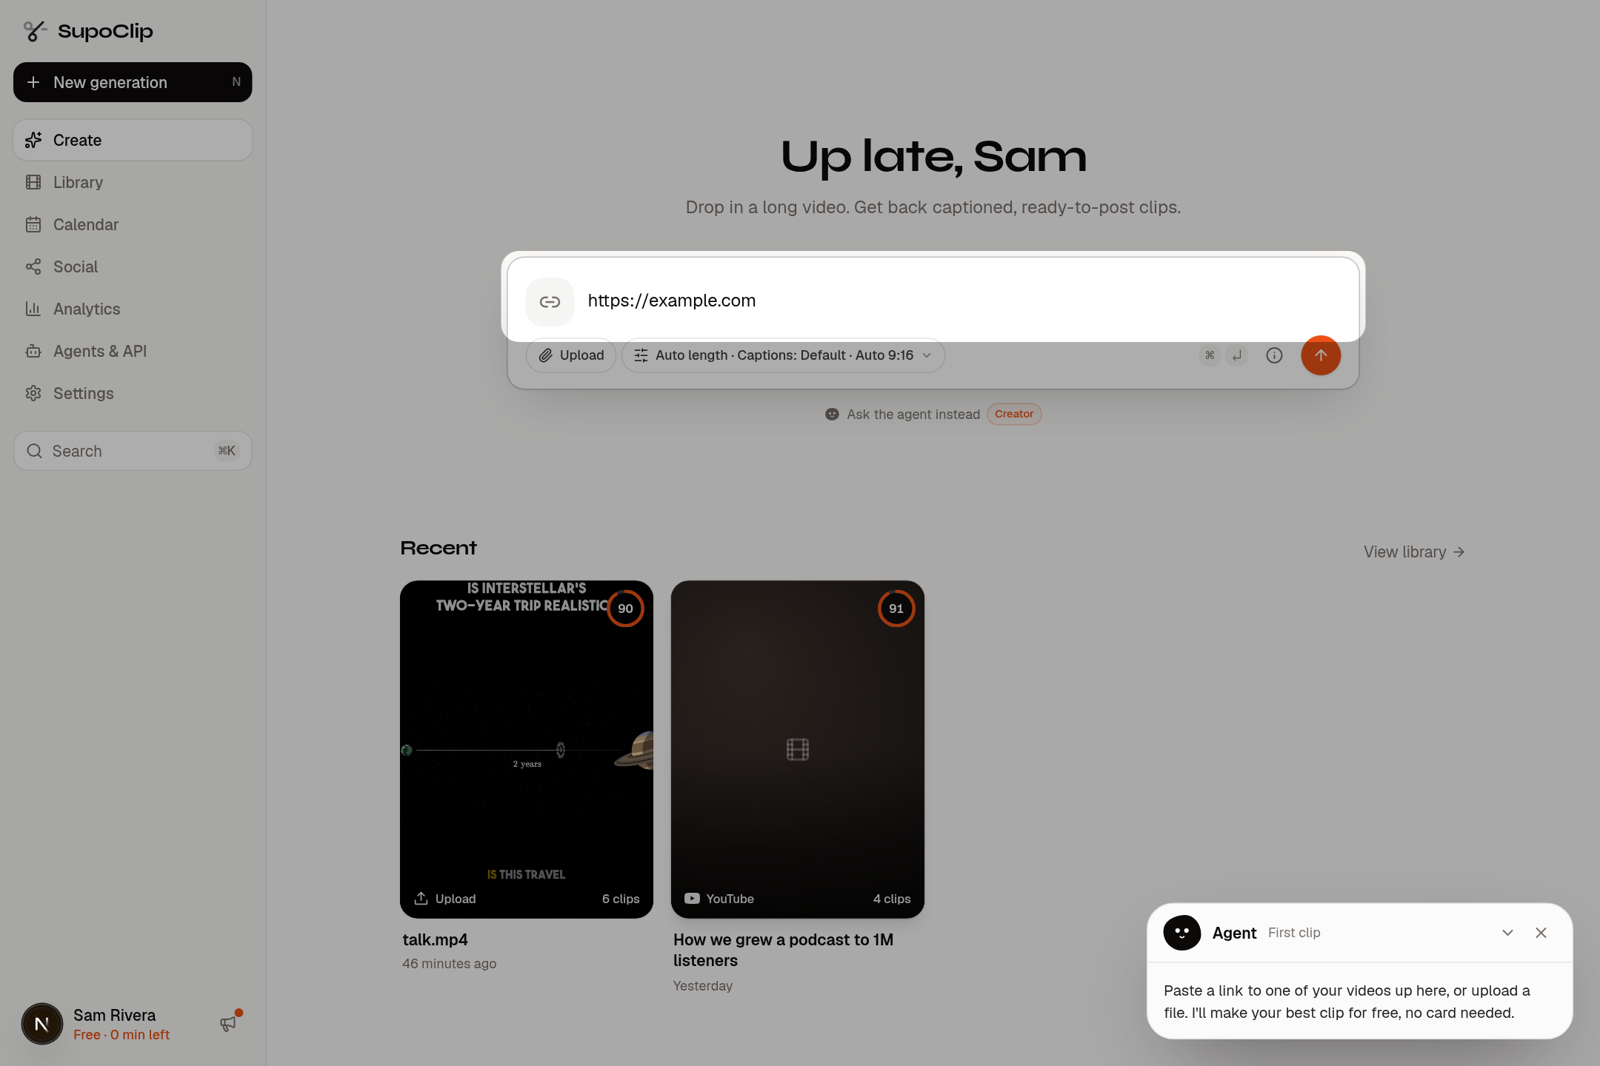 SupoClip
New generation N
Create
Library
Calendar
Social
Analytics
Agents & API
Settings
Search ⌘K
Up late, Sam
Drop in a long video. Get back captioned, ready-to-post clips.
https://example.com
Upload
Auto length · Captions: Default · Auto 9:16
⌘ ↲
Ask the agent instead Creator
Recent
View library →
IS INTERSTELLAR'S
TWO-YEAR TRIP REALISTIC
90
2 years
IS THIS TRAVEL
Upload 6 clips
talk.mp4
46 minutes ago
91
YouTube 4 clips
How we grew a podcast to 1M
listeners
Yesterday
Agent First clip
Paste a link to one of your videos up here, or upload a
file. I'll make your best clip for free, no card needed.
N
Sam Rivera
Free · 0 min left